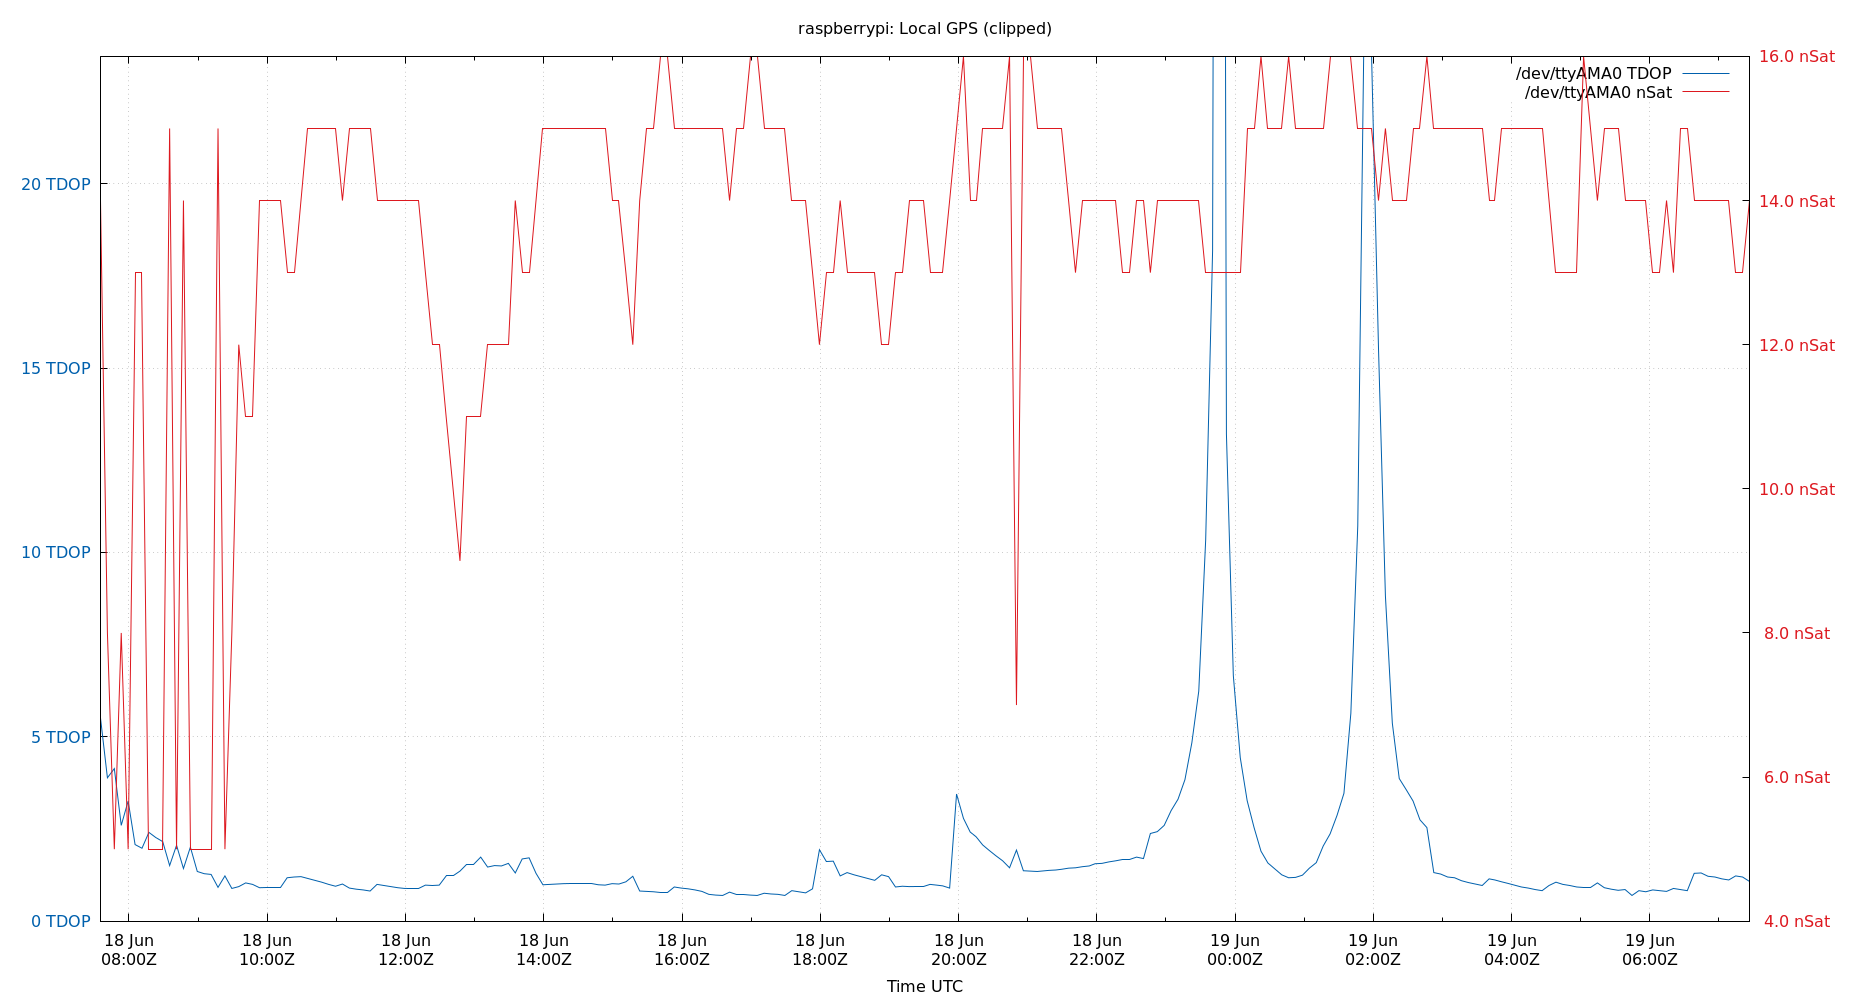 raspberrypi: Local GPS (clipped)
/dev/ttyAMA0 TDOP
/dev/ttyAMA0 nSat
20 TDOP
15 TDOP
10 TDOP
5 TDOP
0 TDOP
16.0 nSat
14.0 nSat
12.0 nSat
10.0 nSat
8.0 nSat
6.0 nSat
4.0 nSat
18 Jun
08:00Z
18 Jun
10:00Z
18 Jun
12:00Z
18 Jun
14:00Z
18 Jun
16:00Z
18 Jun
18:00Z
18 Jun
20:00Z
18 Jun
22:00Z
19 Jun
00:00Z
19 Jun
02:00Z
19 Jun
04:00Z
19 Jun
06:00Z
Time UTC